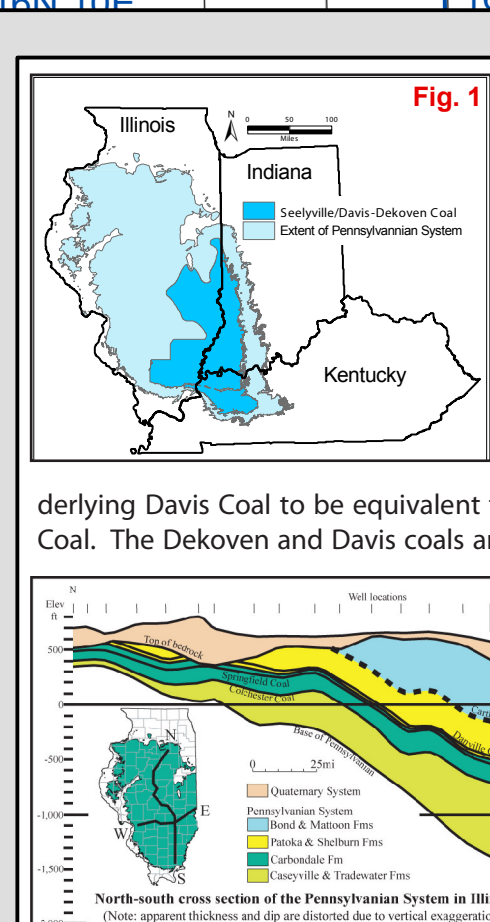 16N 10E
Fig. 1
Illinois
N
0 50 100
Miles
Indiana
Seelyville/Davis-Dekoven Coal
Extent of Pennsylvannian System
Kentucky
derlying Davis Coal to be equivalent
Coal. The Dekoven and Davis coals
N
Elev
ft
Well locations
500
Top of bedrock
Springfield Coal
Colchester Coal
0
Base of Pennsylvanian
Danville
-500
0 25mi
N
Quaternary System
Pennsylvanian System
E
-1,000
Bond & Mattoon Fms
W
Patoka & Shelburn Fms
Carbondale Fm
-1,500
S
Caseyville & Tradewater Fms
North-south cross section of the Pennsylvanian System in Illi
(Note: apparent thickness and dip are distorted due to vertical exaggeratio